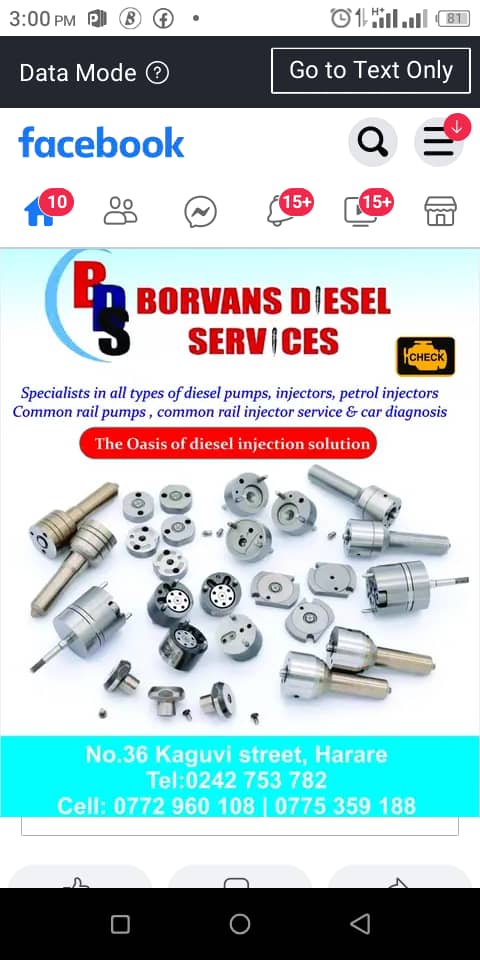 3:00 PM
H+
81
Data Mode ?
Go to Text Only
facebook
10
15+
15+
BDS
BORVANS DIESEL
SERVICES
CHECK
Specialists in all types of diesel pumps, injectors, petrol injectors
Common rail pumps , common rail injector service & car diagnosis
The Oasis of diesel injection solution
No.36 Kaguvi street, Harare
Tel:0242 753 782
Cell: 0772 960 108 | 0775 359 188